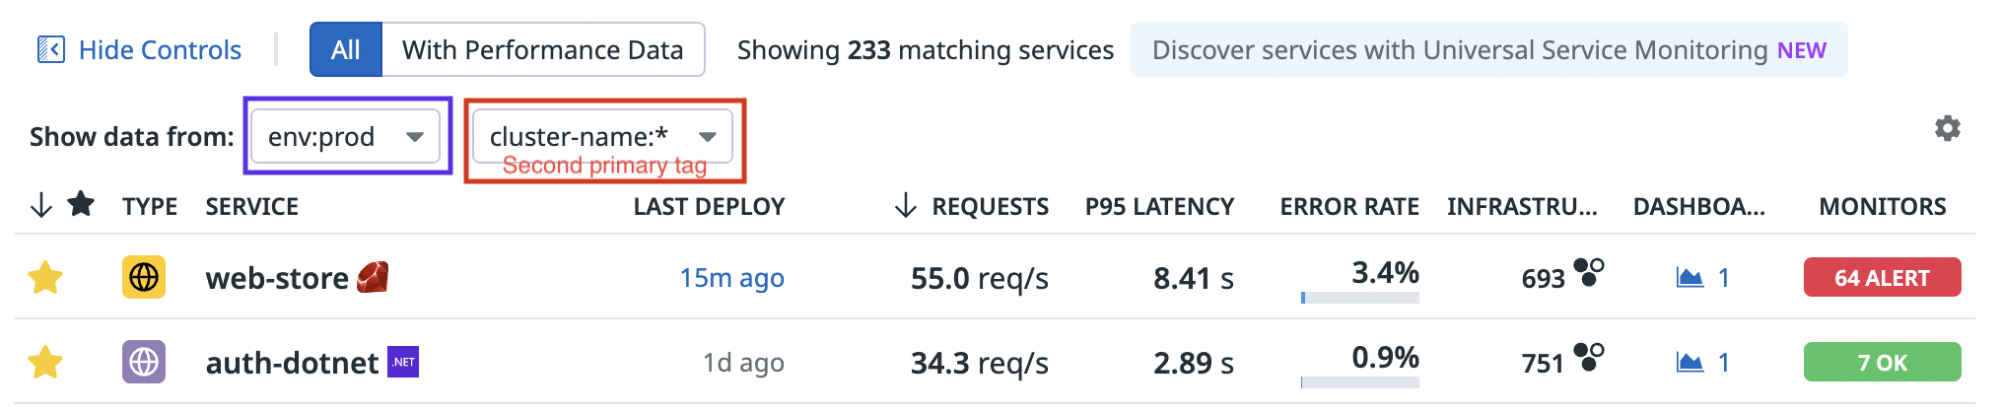 Hide Controls All With Performance Data Showing 233 matching services Discover services with Universal Service Monitoring NEW
Show data from: env:prod cluster-name:*
Second primary tag
TYPE SERVICE LAST DEPLOY REQUESTS P95 LATENCY ERROR RATE INFRASTRU... DASHBOA... MONITORS
web-store 15m ago 55.0 req/s 8.41 s 3.4% 693 1 64 ALERT
auth-dotnet .NET 1d ago 34.3 req/s 2.89 s 0.9% 751 1 7 OK